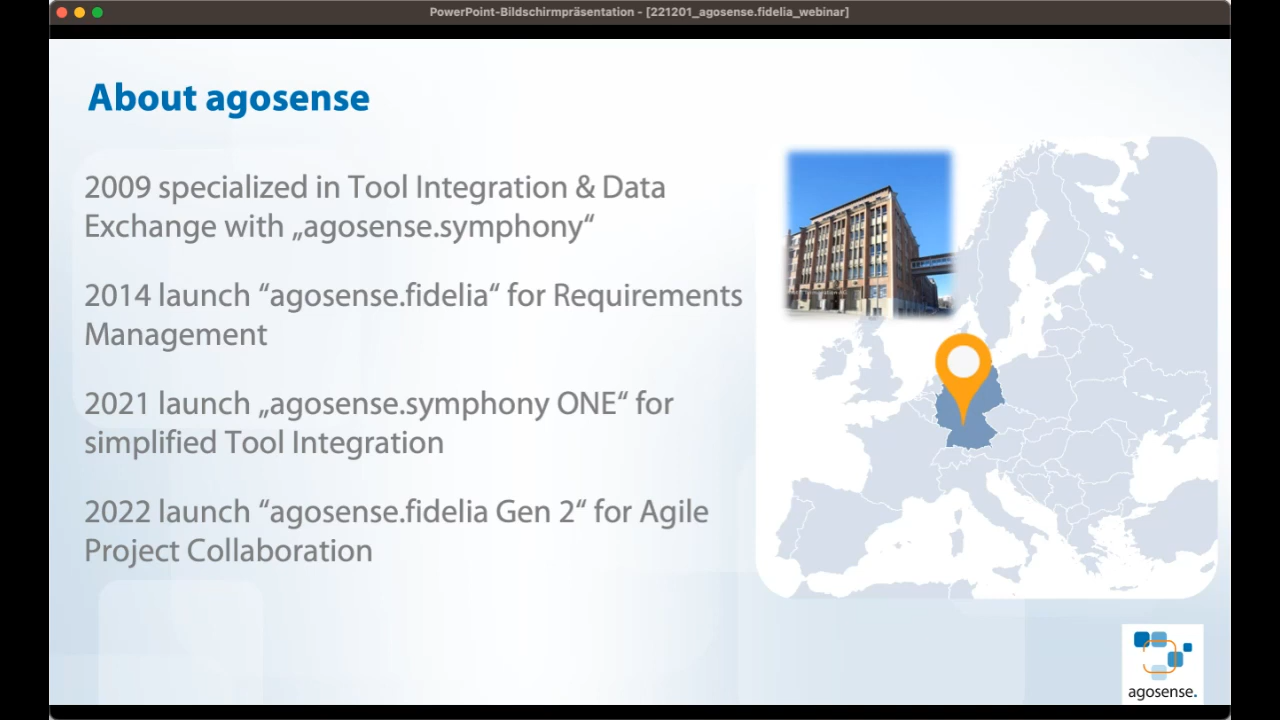 PowerPoint-Bildschirmpräsentation - [221201_agosense.fidelia_webinar]
About agosense
2009 specialized in Tool Integration & Data
Exchange with „agosense.symphony“
2014 launch “agosense.fidelia“ for Requirements
Management
2021 launch „agosense.symphony ONE“ for
simplified Tool Integration
2022 launch “agosense.fidelia Gen 2“ for Agile
Project Collaboration
agosense.